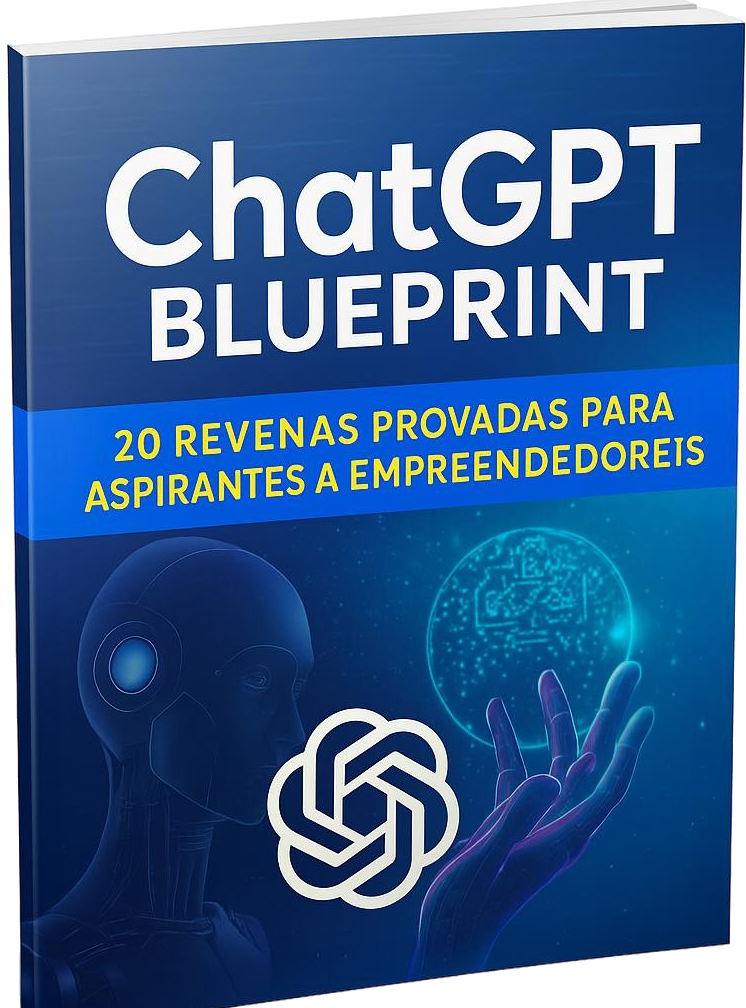 ChatGPT
BLUEPRINT
20 REVENAS PROVADAS PARA
ASPIRANTES A EMPREENDEDOREIS